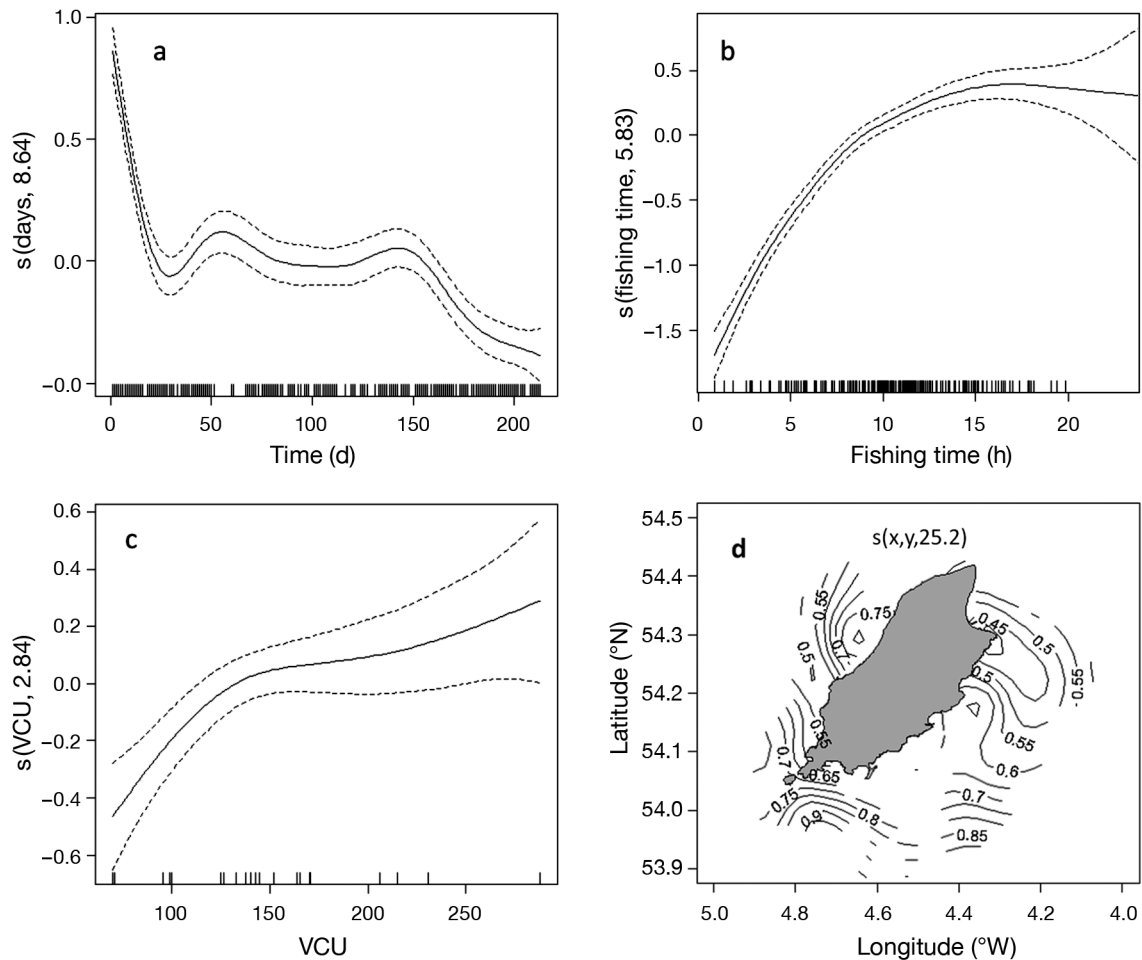 a
s(days, 8.64)
1.0
0.5
0.0
−0.0
0 50 100 150 200
Time (d)
b
s(fishing time, 5.83)
0.5
0.0
−0.5
−1.0
−1.5
0 5 10 15 20
Fishing time (h)
c
s(VCU, 2.84)
0.6
0.4
0.2
0.0
−0.2
−0.4
−0.6
100 150 200 250
VCU
d
s(x,y,25.2)
Latitude (°N)
54.5
54.4
54.3
54.2
54.1
54.0
53.9
0.55
0.75
0.45
0.5
0.5
0.7
0.5
0.55
0.55
0.55
0.7
0.6
0.65
0.75
0.7
0.8
0.9
0.85
5.0 4.8 4.6 4.4 4.2 4.0
Longitude (°W)